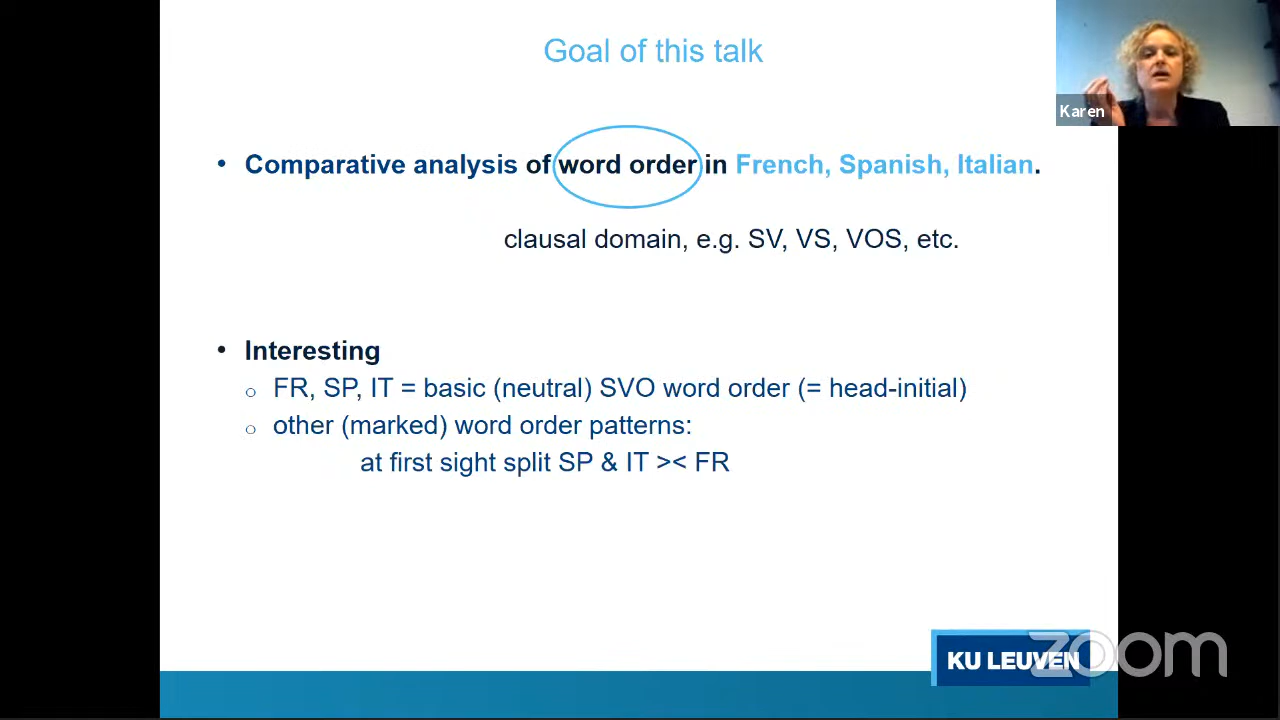 Goal of this talk
Karen
• Comparative analysis of word order in French, Spanish, Italian.
clausal domain, e.g. SV, VS, VOS, etc.
• Interesting
○ FR, SP, IT = basic (neutral) SVO word order (= head-initial)
○ other (marked) word order patterns:
at first sight split SP & IT >< FR
KU LEUVEN
zoom